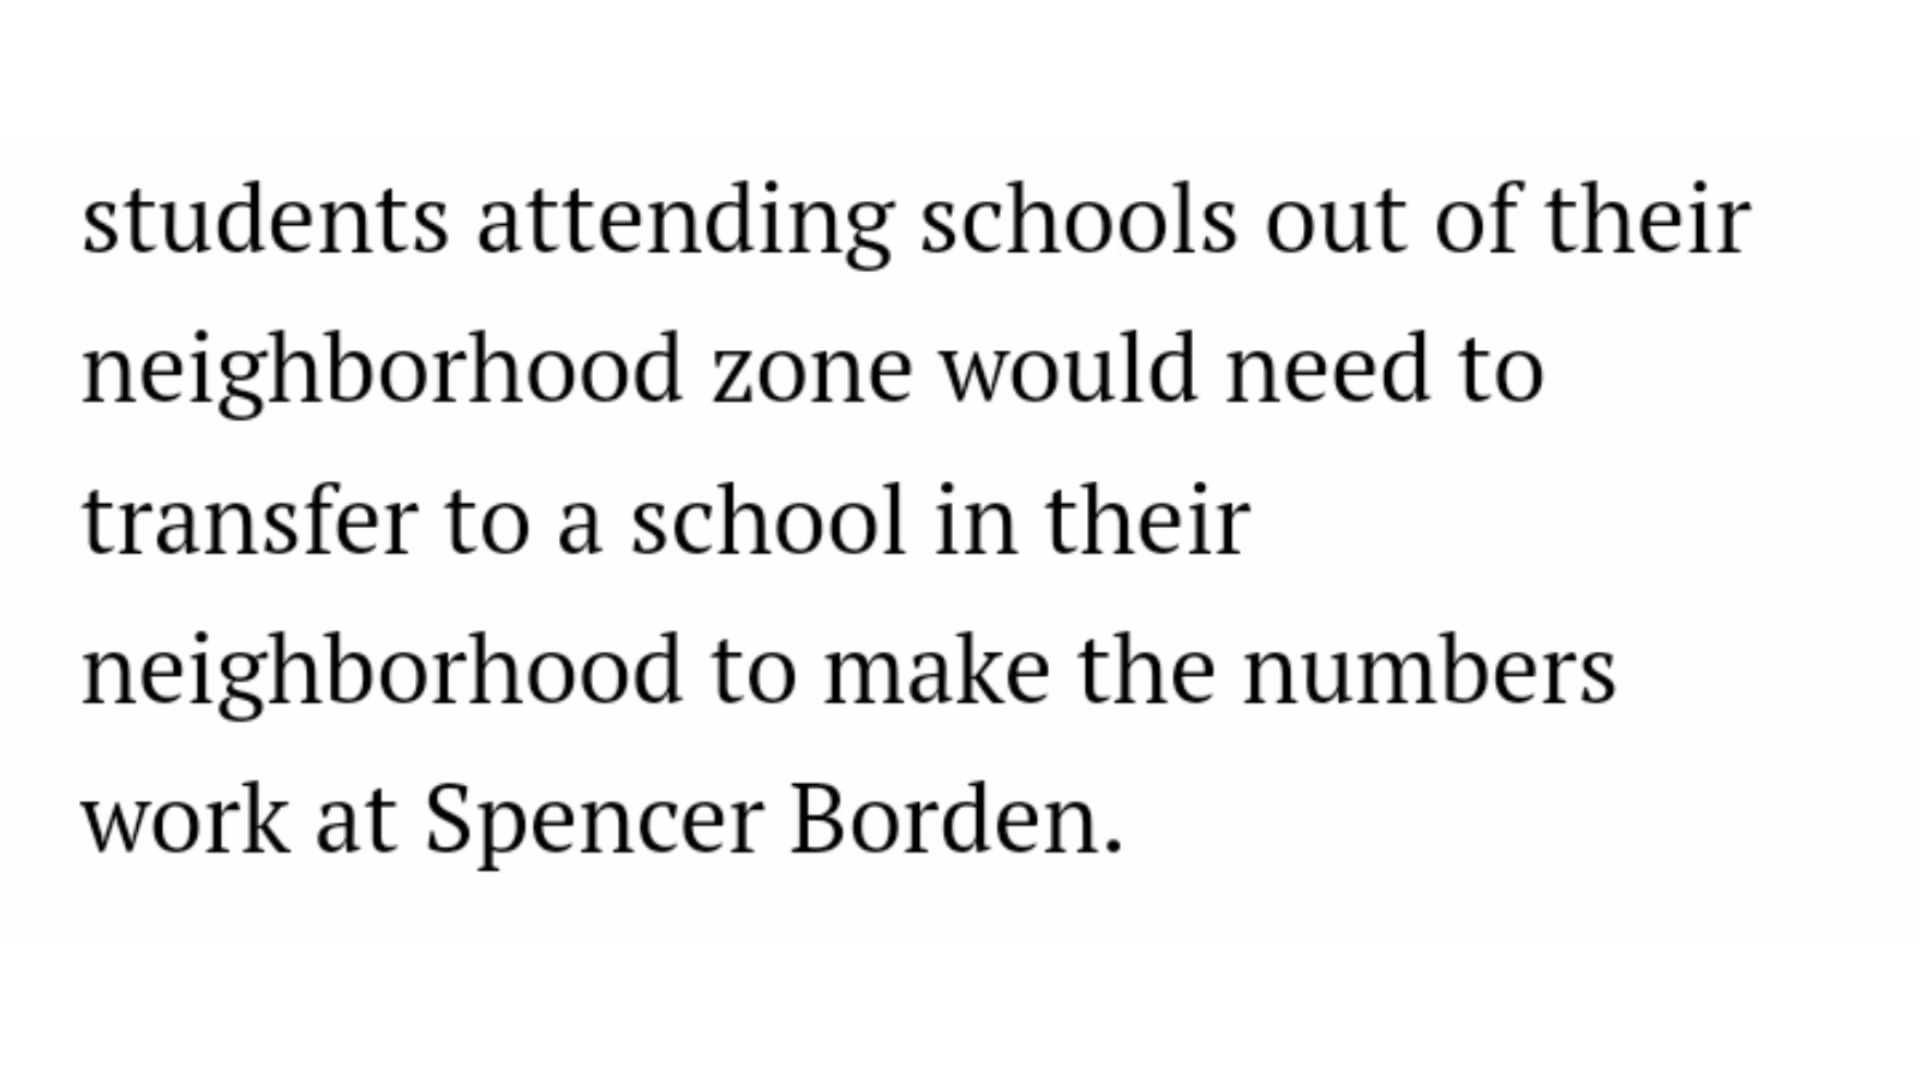 students attending schools out of their
neighborhood zone would need to
transfer to a school in their
neighborhood to make the numbers
work at Spencer Borden.